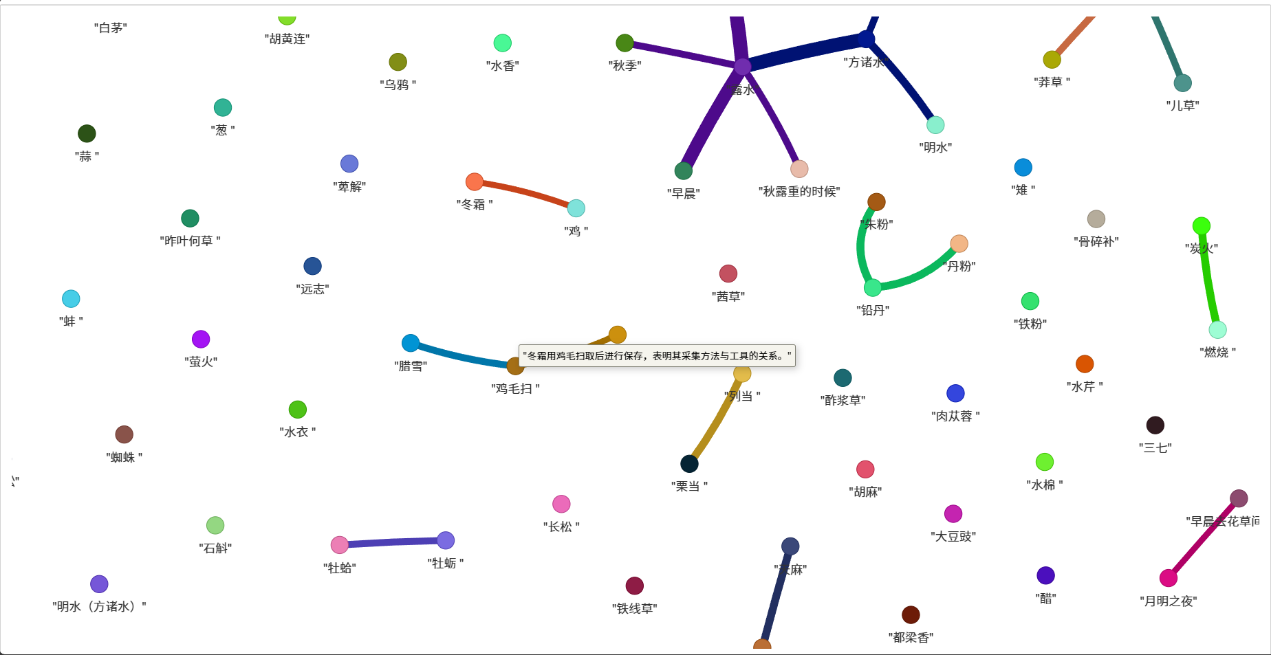 "白茅"
"胡黄连"
"乌鸦 "
"水香"
"秋季"
露水
"方诸水
"莽草 "
"儿草"
"葱 "
"蒜 "
"明水"
"萆解"
"冬霜 "
"鸡 "
"早晨"
"秋露重的时候"
"雉 "
"昨叶何草 "
"朱粉"
"骨碎补"
"炭火"
"丹粉"
"远志"
"茜草"
"铅丹"
"铁粉"
"蚌 "
"萤火"
"腊雪"
"冬霜用鸡毛扫取后进行保存，表明其采集方法与工具的关系。"
"燃烧"
"鸡毛扫 "
"列当 "
"酢浆草"
"肉苁蓉 "
"水芹 "
"水衣 "
"蜘蛛 "
"三七"
"栗当 "
"胡麻"
"水棉 "
"长松 "
"早晨去花草间
"石斛"
"大豆豉"
"牡蛤"
"牡蛎 "
麻"
"明水（方诸水）"
"铁线草"
"醋"
"月明之夜"
"都梁香"